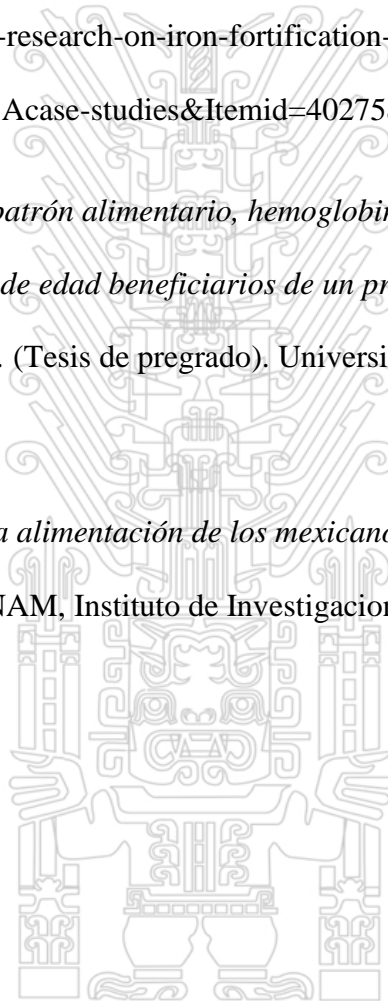 -research-on-iron-fortification-
Acase-studies&Itemid=40275
patrón alimentario, hemoglobin
de edad beneficiarios de un pr
. (Tesis de pregrado). Universi
a alimentación de los mexicano
NAM, Instituto de Investigacion